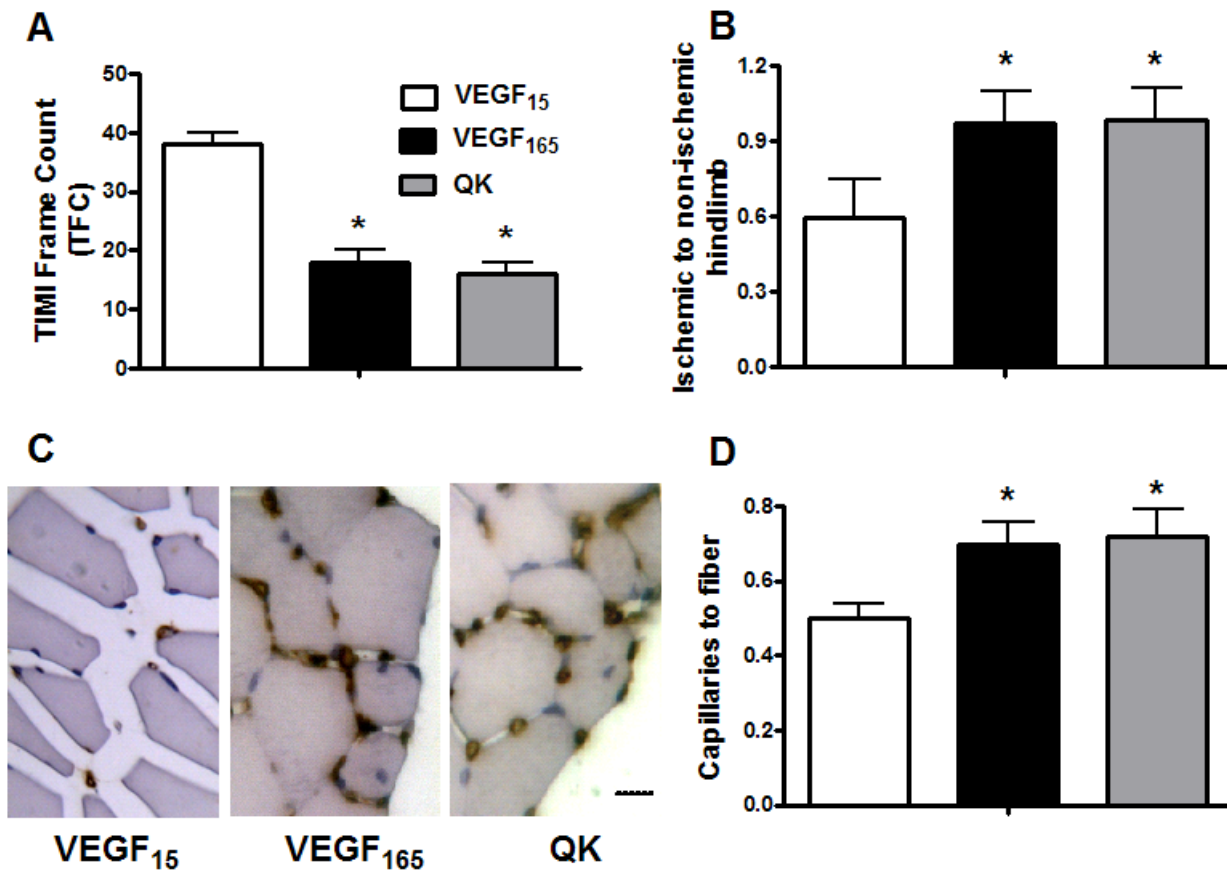 A
TIMI Frame Count
(TFC)
50
40
30
20
10
0
*
*
VEGF15
VEGF165
QK
B
Ischemic to non-ischemic
hindlimb
1.2
0.9
0.6
0.3
0.0
*
*
C
VEGF15
VEGF165
QK
D
Capillaries to fiber
0.8
0.6
0.4
0.2
0.0
*
*